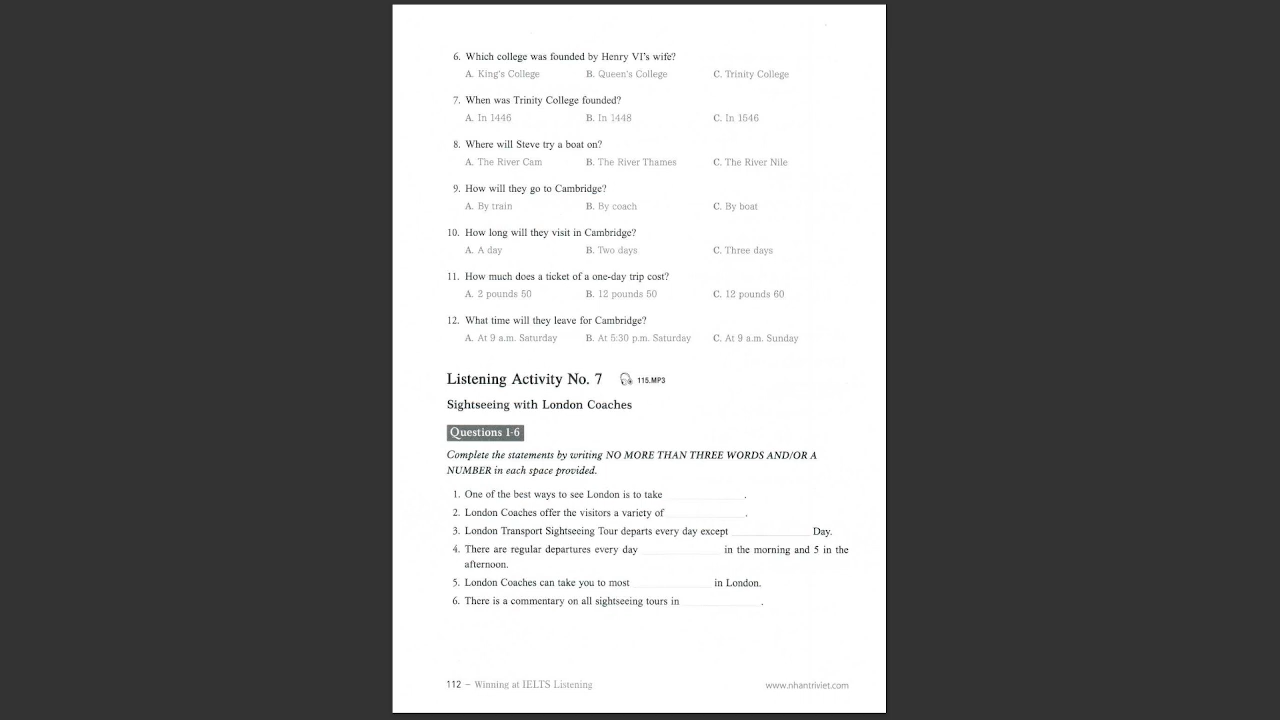 6. Which college was founded by Henry VI's wife?
A. King's College B. Queen's College C. Trinity College
7. When was Trinity College founded?
A. In 1446 B. In 1448 C. In 1546
8. Where will Steve try a boat on?
A. The River Cam B. The River Thames C. The River Nile
9. How will they go to Cambridge?
A. By train B. By coach C. By boat
10. How long will they visit in Cambridge?
A. A day B. Two days C. Three days
11. How much does a ticket of a one-day trip cost?
A. 2 pounds 50 B. 12 pounds 50 C. 12 pounds 60
12. What time will they leave for Cambridge?
A. At 9 a.m. Saturday B. At 5:30 p.m. Saturday C. At 9 a.m. Sunday
Listening Activity No. 7 115.MP3
Sightseeing with London Coaches
Questions 1-6
Complete the statements by writing NO MORE THAN THREE WORDS AND/OR A
NUMBER in each space provided.
1. One of the best ways to see London is to take .
2. London Coaches offer the visitors a variety of .
3. London Transport Sightseeing Tour departs every day except Day.
4. There are regular departures every day in the morning and 5 in the
afternoon.
5. London Coaches can take you to most in London.
6. There is a commentary on all sightseeing tours in .
112 – Winning at IELTS Listening www.nhantriviet.com